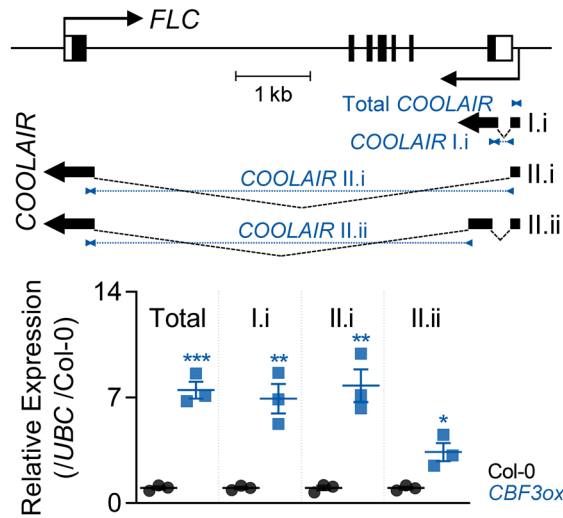 FLC
1 kb
Total COOLAIR
I.i
COOLAIR I.i
COOLAIR
COOLAIR II.i
II.i
COOLAIR II.ii
II.ii
Relative Expression
(/UBC /Col-0)
14
7
0
Total I.i II.i II.ii
*** ** ** *
Col-0
CBF3ox